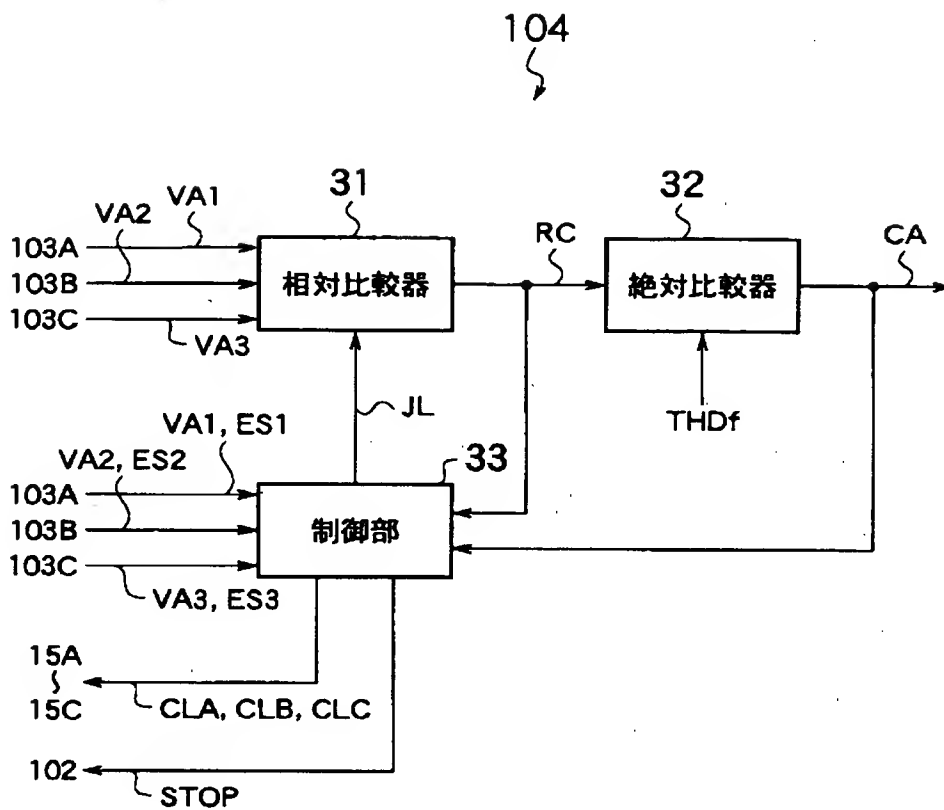 104
31
32
VA1
VA2
RC
CA
103A
103B
103C
相対比較器
絶対比較器
VA3
JL
THDf
VA1, ES1
VA2, ES2
33
103A
103B
103C
制御部
VA3, ES3
15A
15C
CLA, CLB, CLC
102
STOP